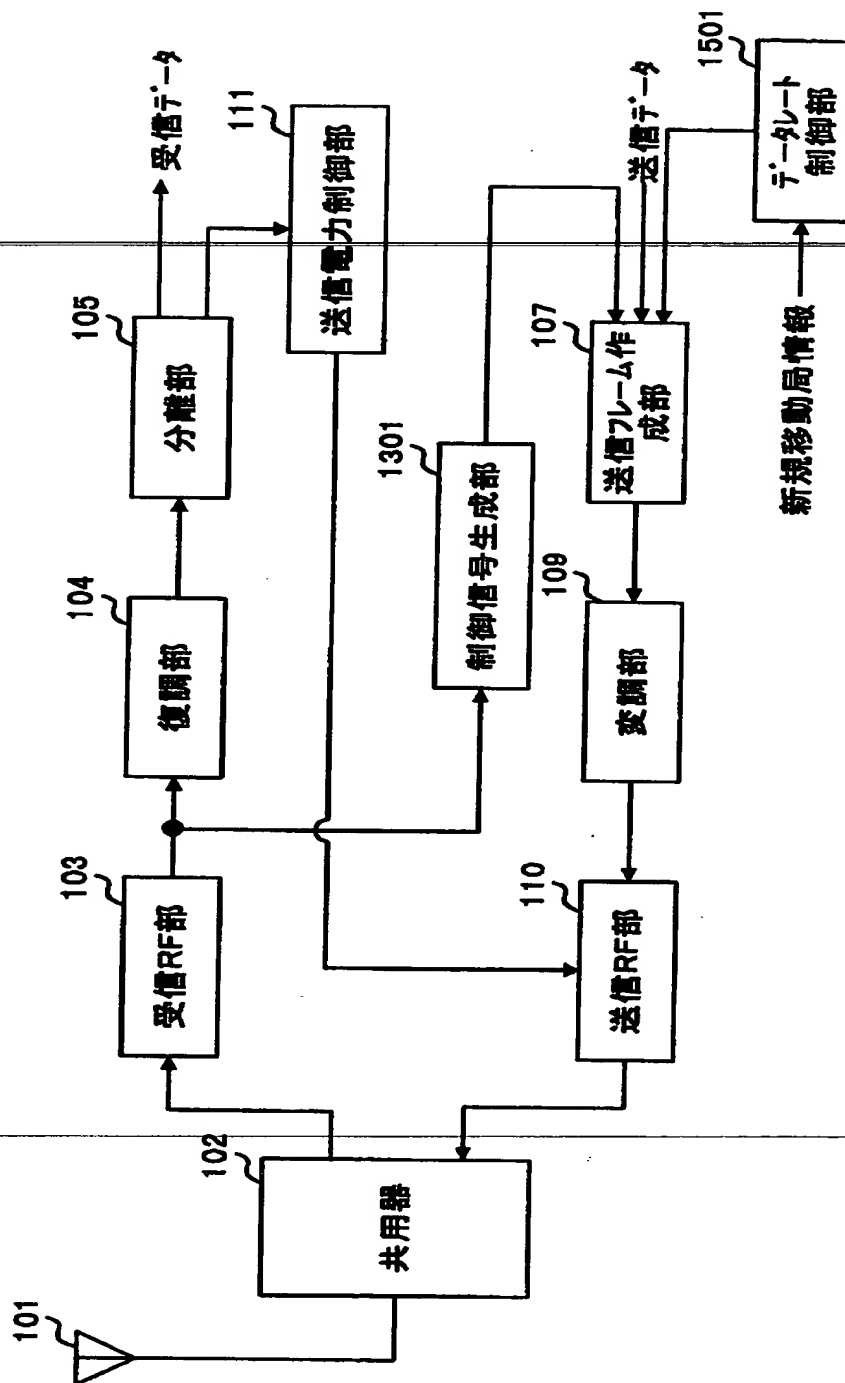 101
102
共用器
103
受信RF部
104
復調部
105
分離部
受信データ
111
送信電力制御部
1301
制御信号生成部
110
送信RF部
109
変調部
107
送信フレーム作
成部
送信データ
1501
データレート
制御部
新規移動局情報